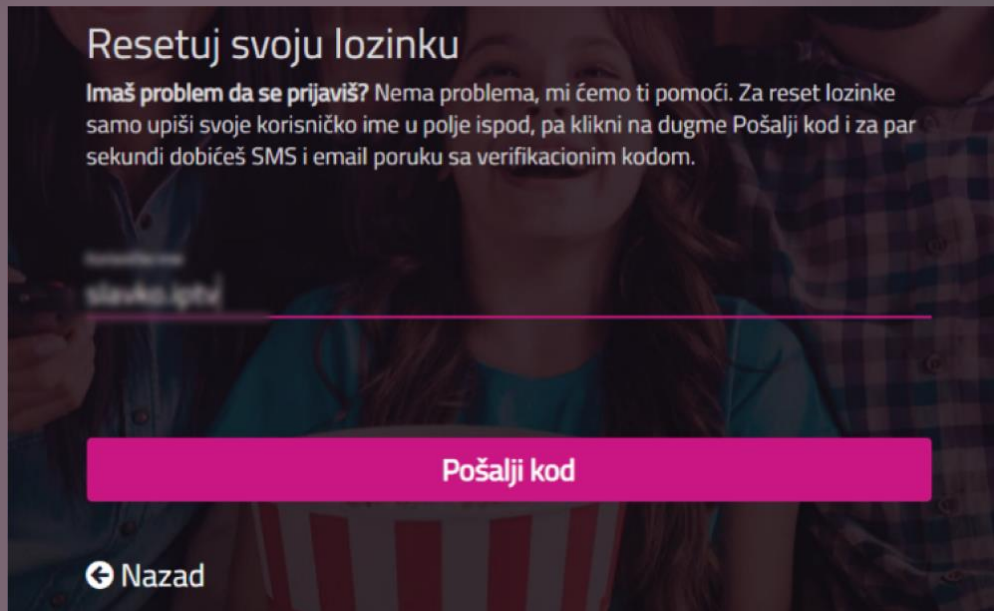 Resetuj svoju lozinku
Imaš problem da se prijaviš? Nema problema, mi ćemo ti pomoći. Za reset lozinke
samo upiši svoje korisničko ime u polje ispod, pa klikni na dugme Pošalji kod i za par
sekundi dobićeš SMS i email poruku sa verifikacionim kodom.
Pošalji kod
Nazad